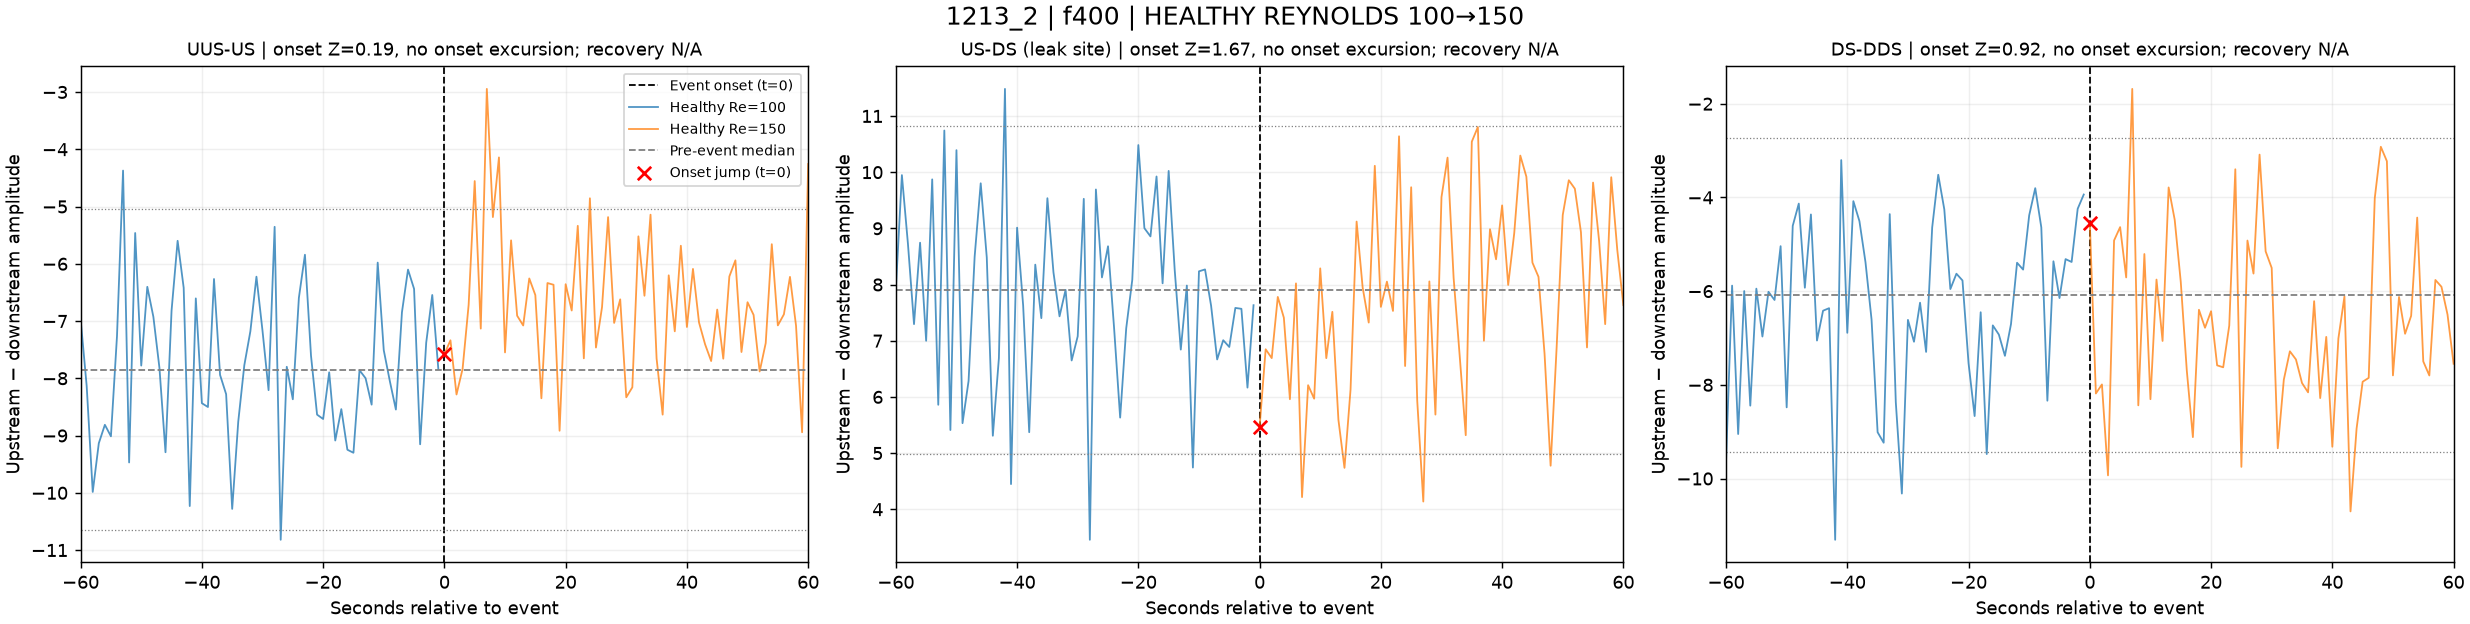 1213_2 | f400 | HEALTHY REYNOLDS 100→150
UUS-US | onset Z=0.19, no onset excursion; recovery N/A
Upstream − downstream amplitude
−3
−4
−5
−6
−7
−8
−9
−10
−11
Event onset (t=0)
Healthy Re=100
Healthy Re=150
Pre-event median
Onset jump (t=0)
−60
−40
−20
0
20
40
60
Seconds relative to event
US-DS (leak site) | onset Z=1.67, no onset excursion; recovery N/A
Upstream − downstream amplitude
11
10
9
8
7
6
5
4
−60
−40
−20
0
20
40
60
Seconds relative to event
DS-DDS | onset Z=0.92, no onset excursion; recovery N/A
Upstream − downstream amplitude
−2
−4
−6
−8
−10
−60
−40
−20
0
20
40
60
Seconds relative to event